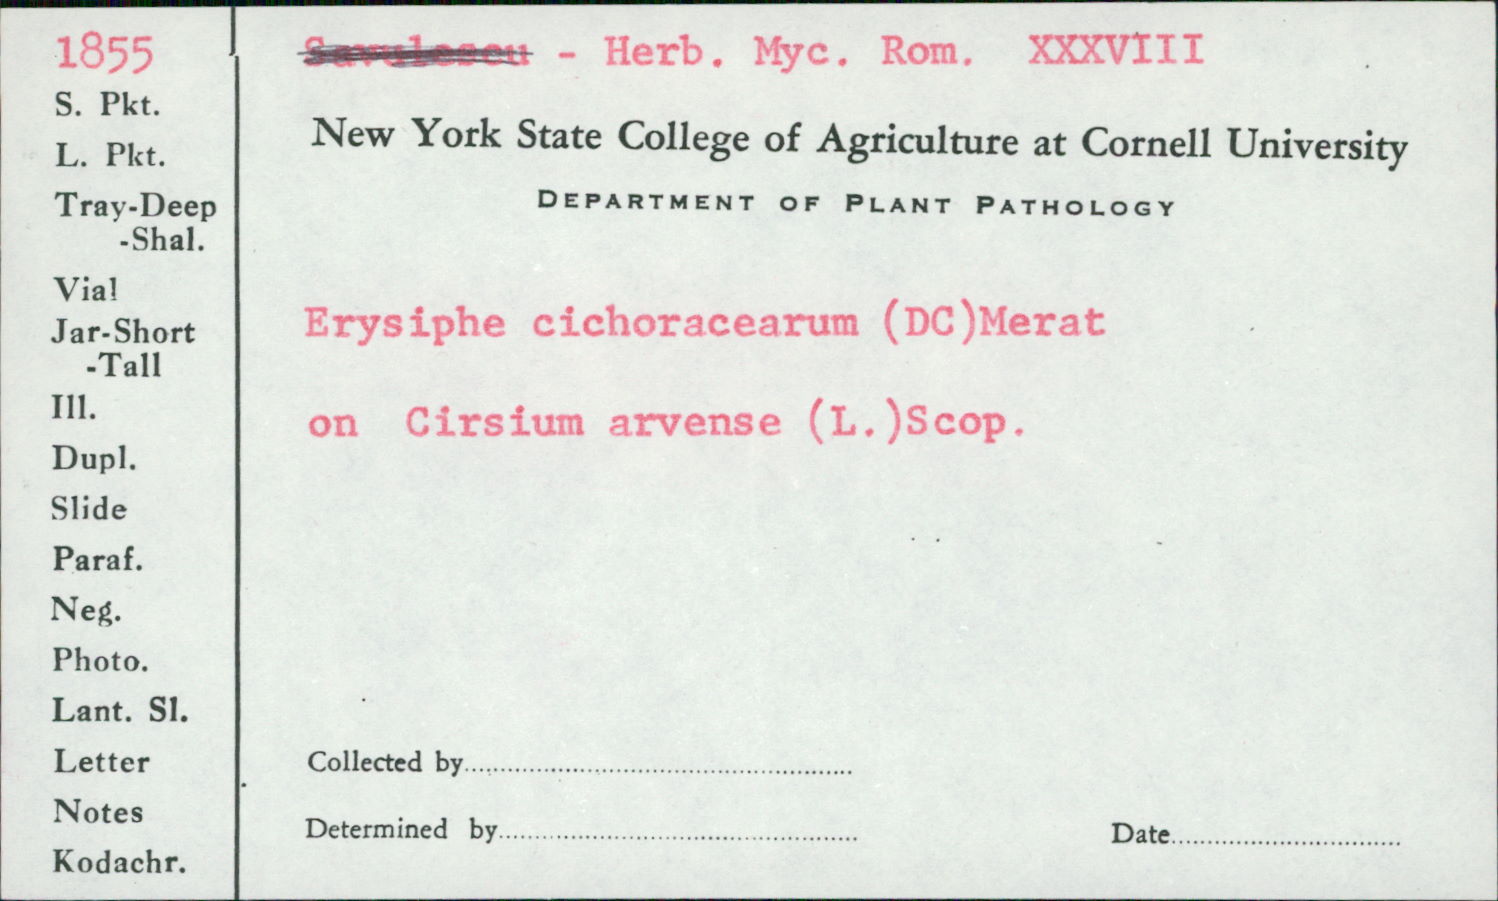 1855
S. Pkt.
L. Pkt.
Tray-Deep
-Shal.
Vial
Jar-Short
-Tall
Ill.
Dupl.
Slide
Paraf.
Neg.
Photo.
Lant. Sl.
Letter
Notes
Kodachr.
Savulescu - Herb. Myc. Rom. XXXVIII
New York State College of Agriculture at Cornell University
DEPARTMENT OF PLANT PATHOLOGY
Erysiphe cichoracearum (DC)Merat
on Cirsium arvense (L.)Scop.
Collected by
Determined by
Date